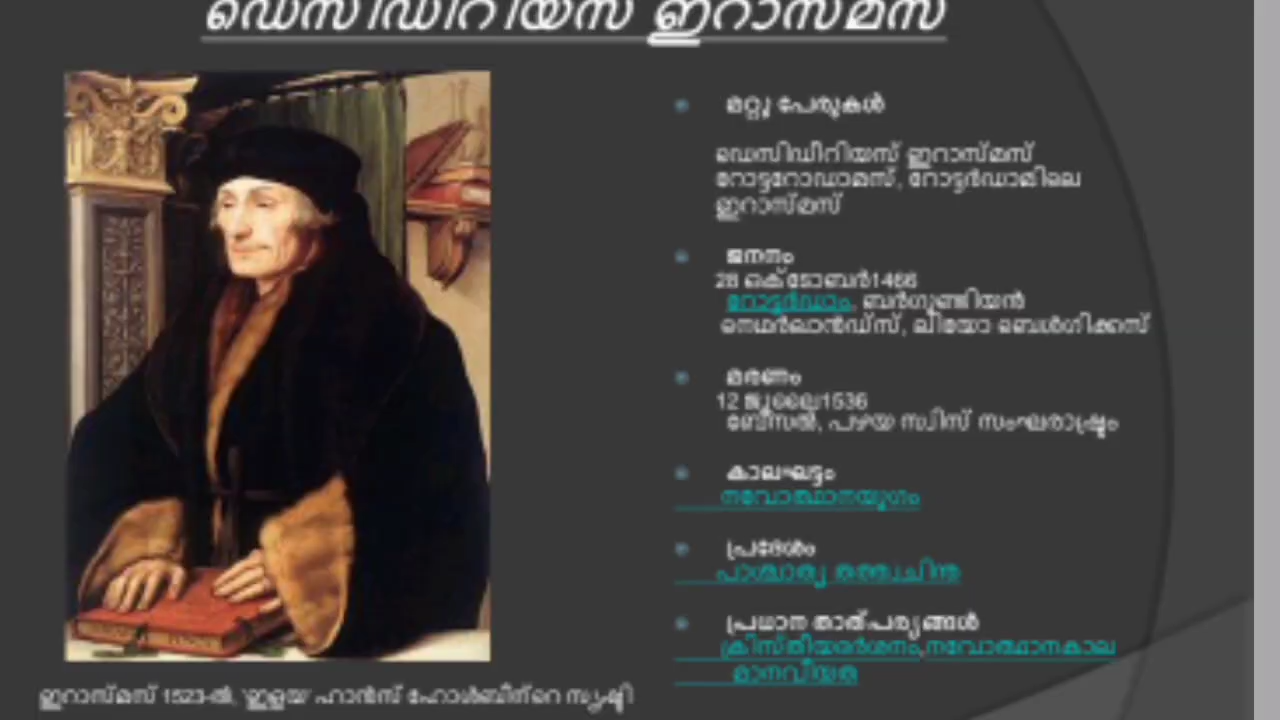 ഡെസിഡിറിയസ് ഇറാസ്മസ്
മറ്റു പേരുകൾ
ഡെസിഡിറിയസ് ഇറാസ്മസ്
റോട്ടറോഡാമസ്, റോട്ടർഡാമിലെ
ഇറാസ്മസ്
ജനനം
28 ഒക്ടോബർ1466
റോട്ടർഡാം, ബർഗുണ്ടിയൻ
നെഥർലാൻഡ്സ്, ലിയോ ബെൾഗിക്കസ്
മരണം
12 ജൂലൈ1536
ബേസൽ, പഴയ സ്വിസ് സംഘരാഷ്ട്രം
കാലഘട്ടം
നവോത്ഥാനയുഗം
പ്രദേശം
പാശ്ചാത്യ തത്ത്വചിന്ത
പ്രധാന താത്പര്യങ്ങൾ
ക്രിസ്തീയദർശനം,നവോത്ഥാനകാല
മാനവീയത
ഇറാസ്മസ് 1523-ൽ, 'ഇളയ' ഹാൻസ് ഹോൾബീന്റെ സൃഷ്ടി